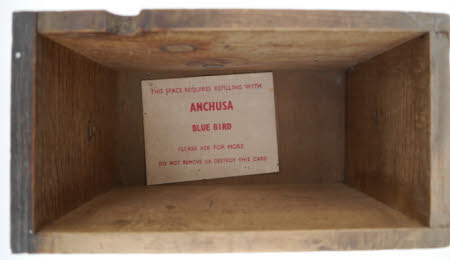 THIS SPACE REQUIRES REFILLING WITH
ANCHUSA
BLUE BIRD
PLEASE ASK FOR MORE
DO NOT REMOVE OR DESTROY THIS CARD